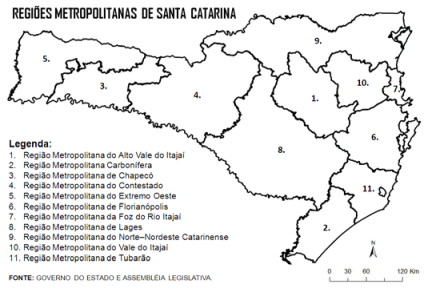 REGIÕES METROPOLITANAS DE SANTA CATARINA
9.
5.
3.
4.
1.
10.
7.
6.
8.
11.
2.
Legenda:
1. Região Metropolitana do Alto Vale do Itajaí
2. Região Metropolitana Carbonífera
3. Região Metropolitana de Chapecó
4. Região Metropolitana do Contestado
5. Região Metropolitana do Extremo Oeste
6. Região Metropolitana de Florianópolis
7. Região Metropolitana da Foz do Rio Itajaí
8. Região Metropolitana de Lages
9. Região Metropolitana do Norte–Nordeste Catarinense
10. Região Metropolitana do Vale do Itajaí
11. Região Metropolitana de Tubarão
N
0 30 60 120 Km
FONTE: GOVERNO DO ESTADO E ASSEMBLÉIA LEGISLATIVA.